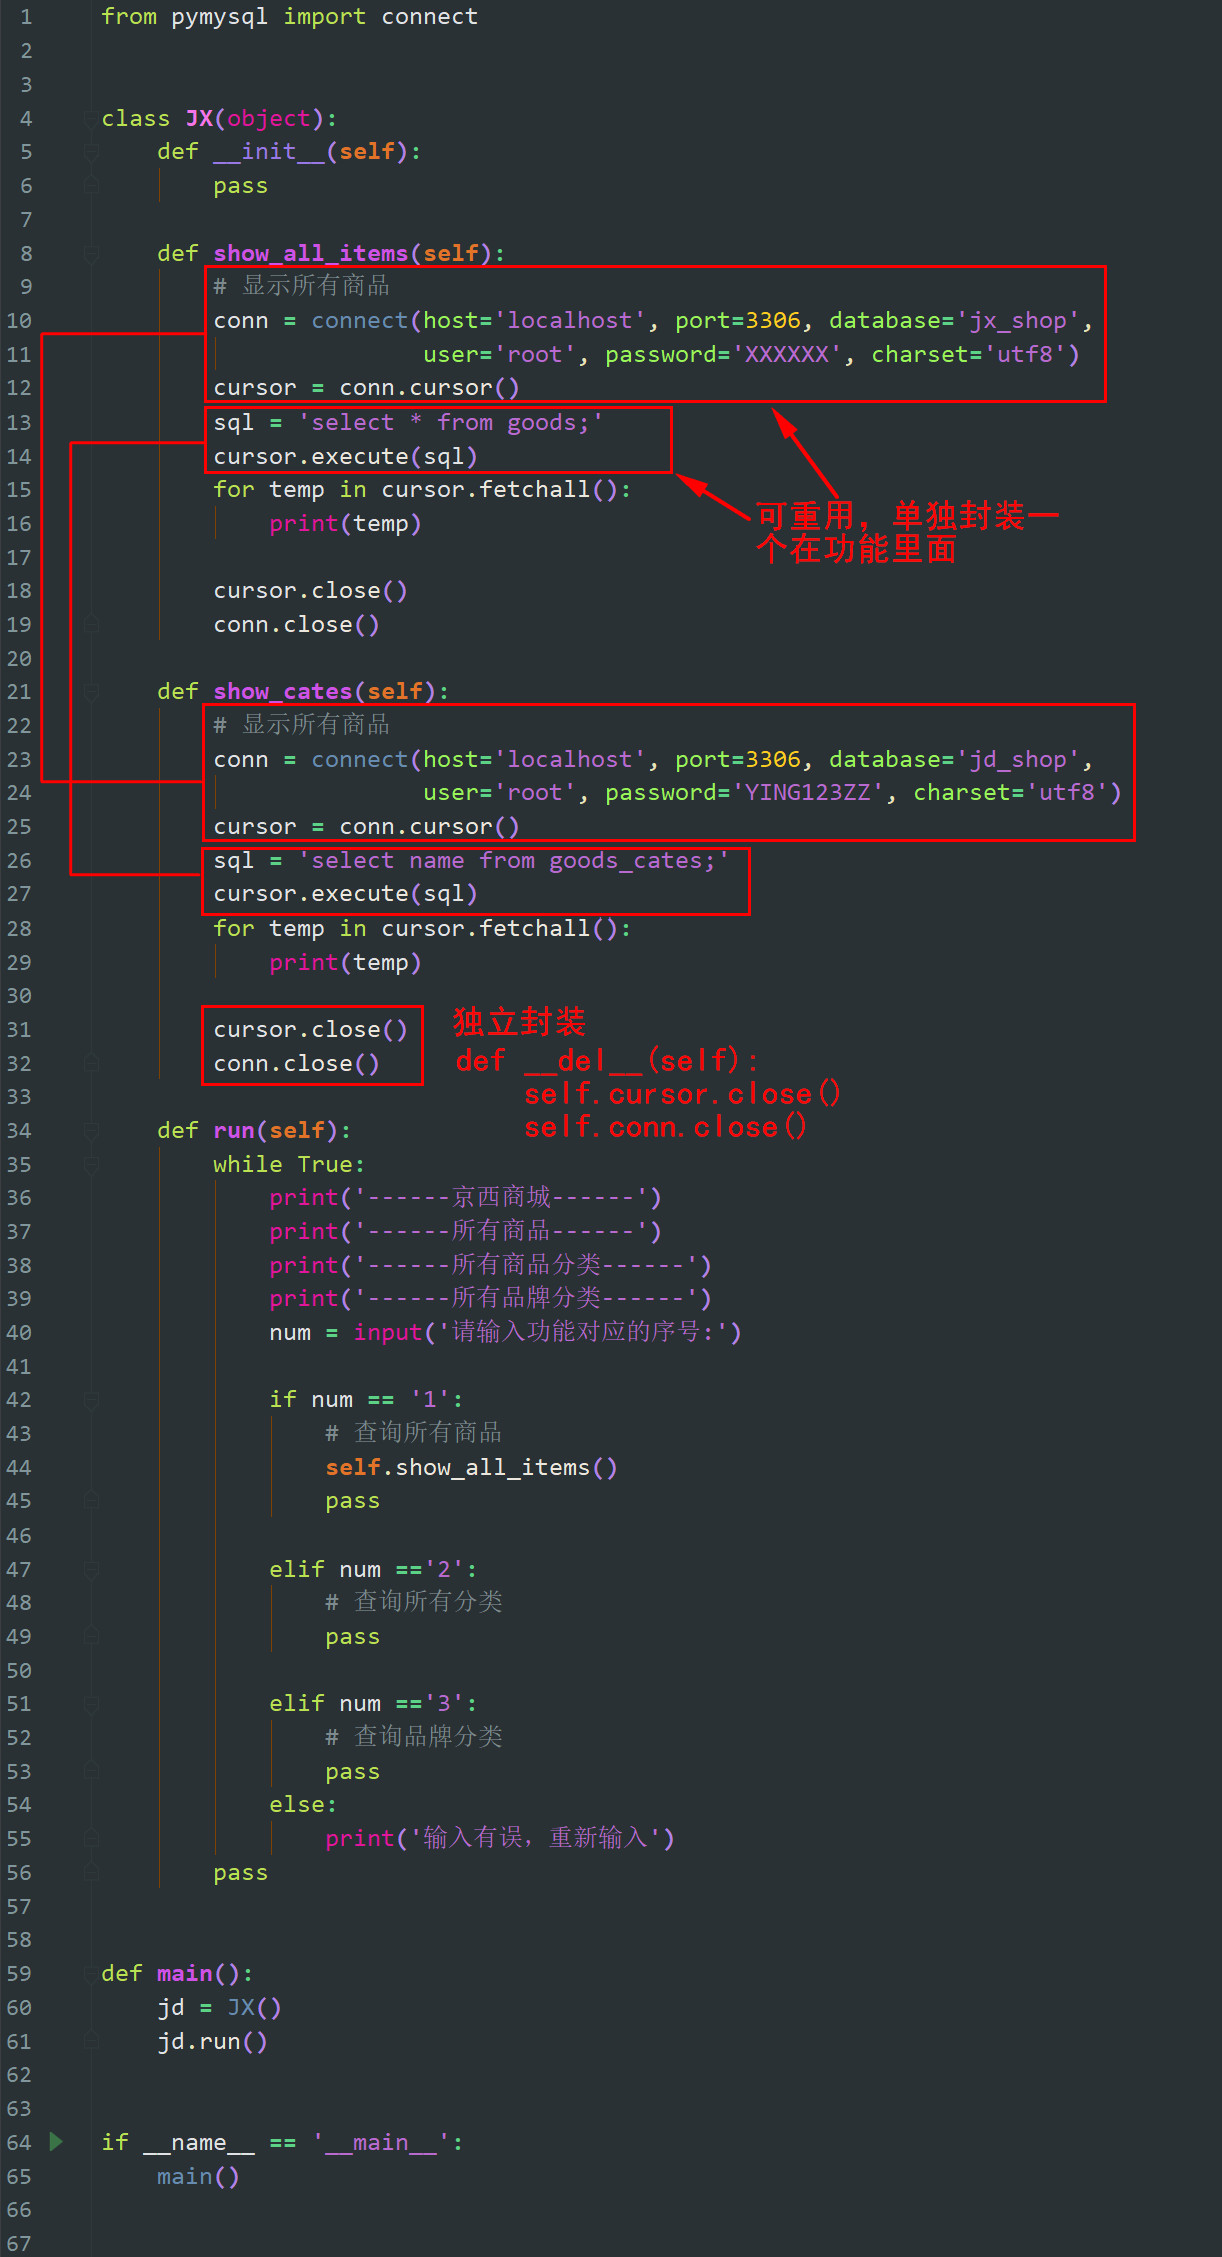 1 from pymysql import connect
2
3
4 class JX(object):
5     def __init__(self):
6         pass
7
8     def show_all_items(self):
9         # 显示所有商品
10         conn = connect(host='localhost', port=3306, database='jx_shop',
11                        user='root', password='XXXXXX', charset='utf8')
12         cursor = conn.cursor()
13         sql = 'select * from goods;'
14         cursor.execute(sql)
15         for temp in cursor.fetchall():
16             print(temp)
可重用，单独封装一
个在功能里面
17
18         cursor.close()
19         conn.close()
20
21     def show_cates(self):
22         # 显示所有商品
23         conn = connect(host='localhost', port=3306, database='jd_shop',
24                        user='root', password='YING123ZZ', charset='utf8')
25         cursor = conn.cursor()
26         sql = 'select name from goods_cates;'
27         cursor.execute(sql)
28         for temp in cursor.fetchall():
29             print(temp)
30
31         cursor.close()
32         conn.close()
独立封装
def __del__(self):
    self.cursor.close()
    self.conn.close()
33
34     def run(self):
35         while True:
36             print('------京西商城------')
37             print('------所有商品------')
38             print('------所有商品分类------')
39             print('------所有品牌分类------')
40             num = input('请输入功能对应的序号:')
41
42             if num == '1':
43                 # 查询所有商品
44                 self.show_all_items()
45                 pass
46
47             elif num =='2':
48                 # 查询所有分类
49                 pass
50
51             elif num =='3':
52                 # 查询品牌分类
53                 pass
54             else:
55                 print('输入有误，重新输入')
56         pass
57
58
59 def main():
60     jd = JX()
61     jd.run()
62
63
64 if __name__ == '__main__':
65     main()
66
67